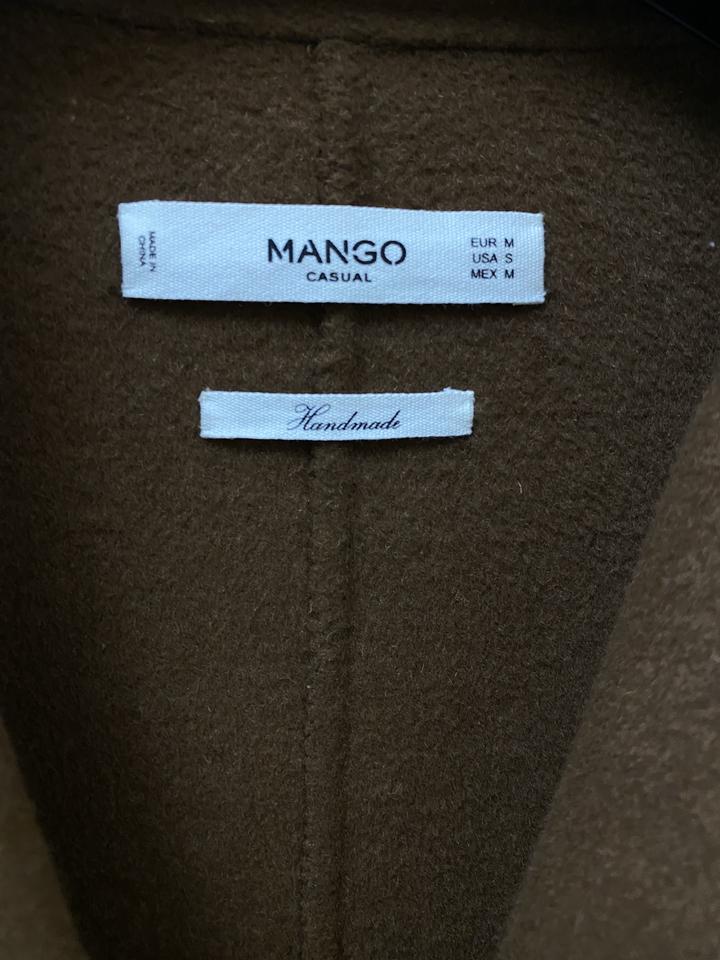 MADE IN
CHINA
MANGO
CASUAL
EUR M
USA S
MEX M
Handmade